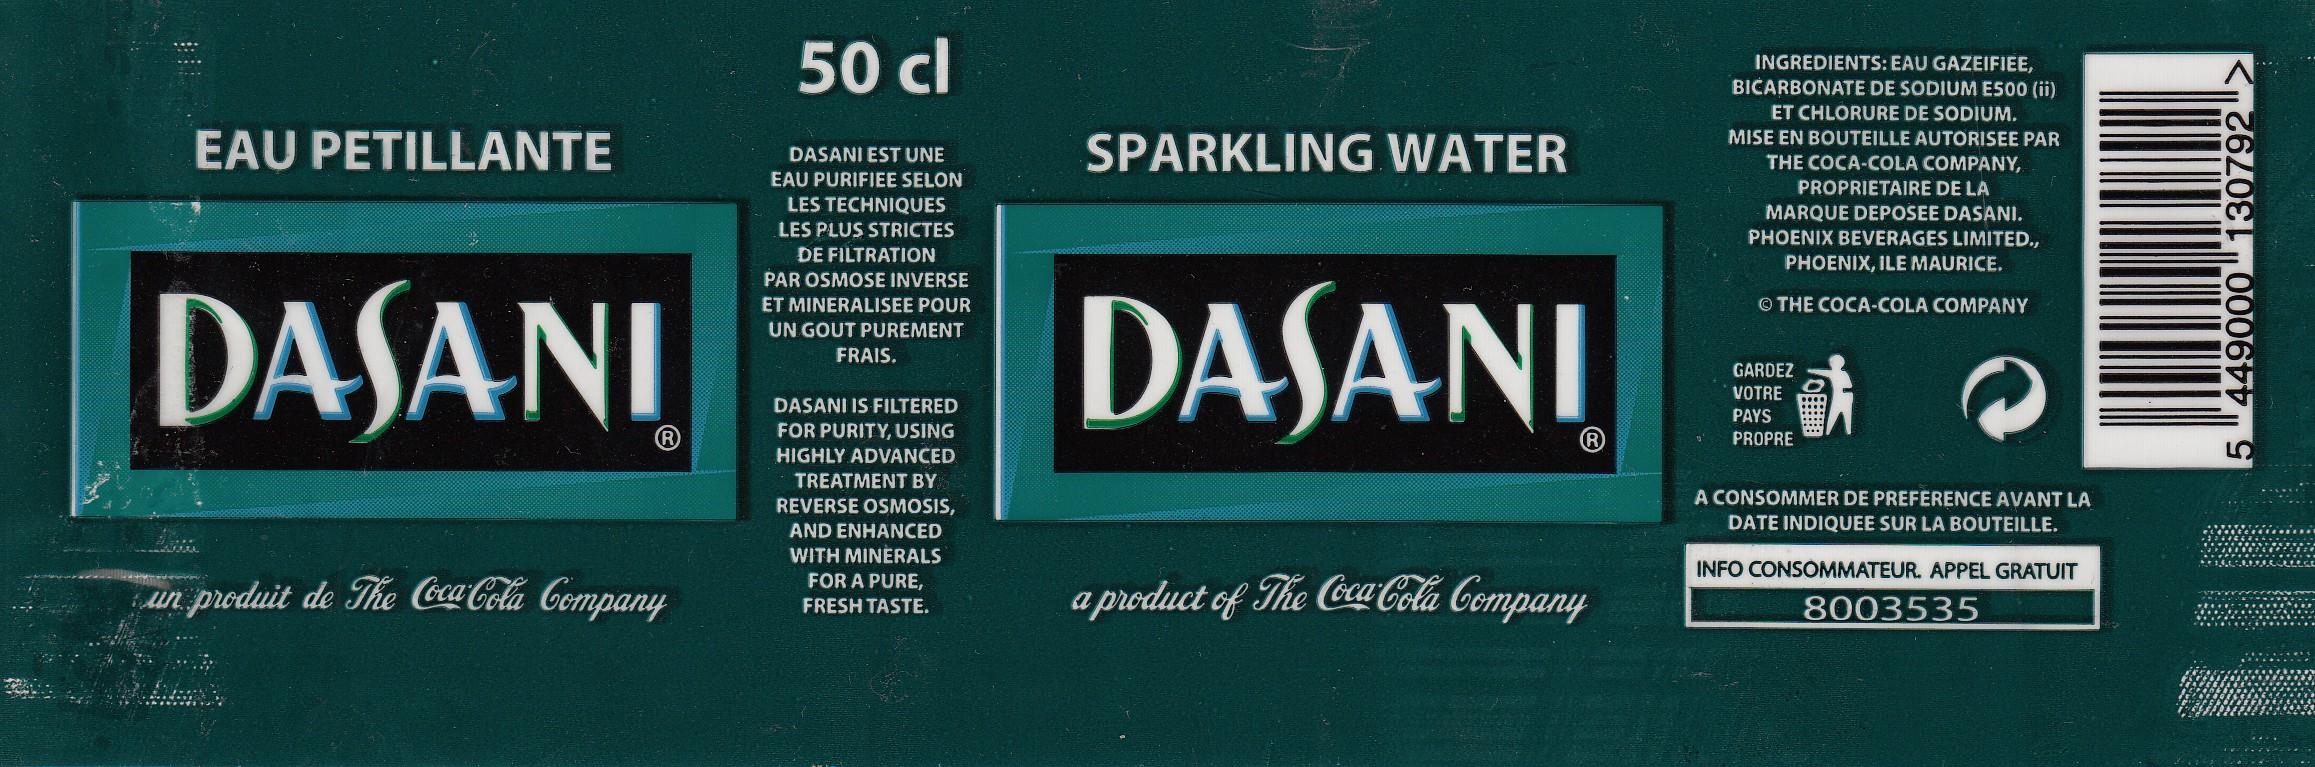 EAU PETILLANTE
DASANI®
un produit de The Coca-Cola Company
50 cl
DASANI EST UNE
EAU PURIFIEE SELON
LES TECHNIQUES
LES PLUS STRICTES
DE FILTRATION
PAR OSMOSE INVERSE
ET MINERALISEE POUR
UN GOUT PUREMENT
FRAIS.
DASANI IS FILTERED
FOR PURITY, USING
HIGHLY ADVANCED
TREATMENT BY
REVERSE OSMOSIS,
AND ENHANCED
WITH MINERALS
FOR A PURE,
FRESH TASTE.
SPARKLING WATER
DASANI®
a product of The Coca-Cola Company
INGREDIENTS: EAU GAZEIFIEE,
BICARBONATE DE SODIUM E500 (ii)
ET CHLORURE DE SODIUM.
MISE EN BOUTEILLE AUTORISEE PAR
THE COCA-COLA COMPANY,
PROPRIETAIRE DE LA
MARQUE DEPOSEE DASANI.
PHOENIX BEVERAGES LIMITED.,
PHOENIX, ILE MAURICE.
© THE COCA-COLA COMPANY
GARDEZ
VOTRE
PAYS
PROPRE
A CONSOMMER DE PREFERENCE AVANT LA
DATE INDIQUEE SUR LA BOUTEILLE.
INFO CONSOMMATEUR. APPEL GRATUIT
8003535
5 449000 130792 >